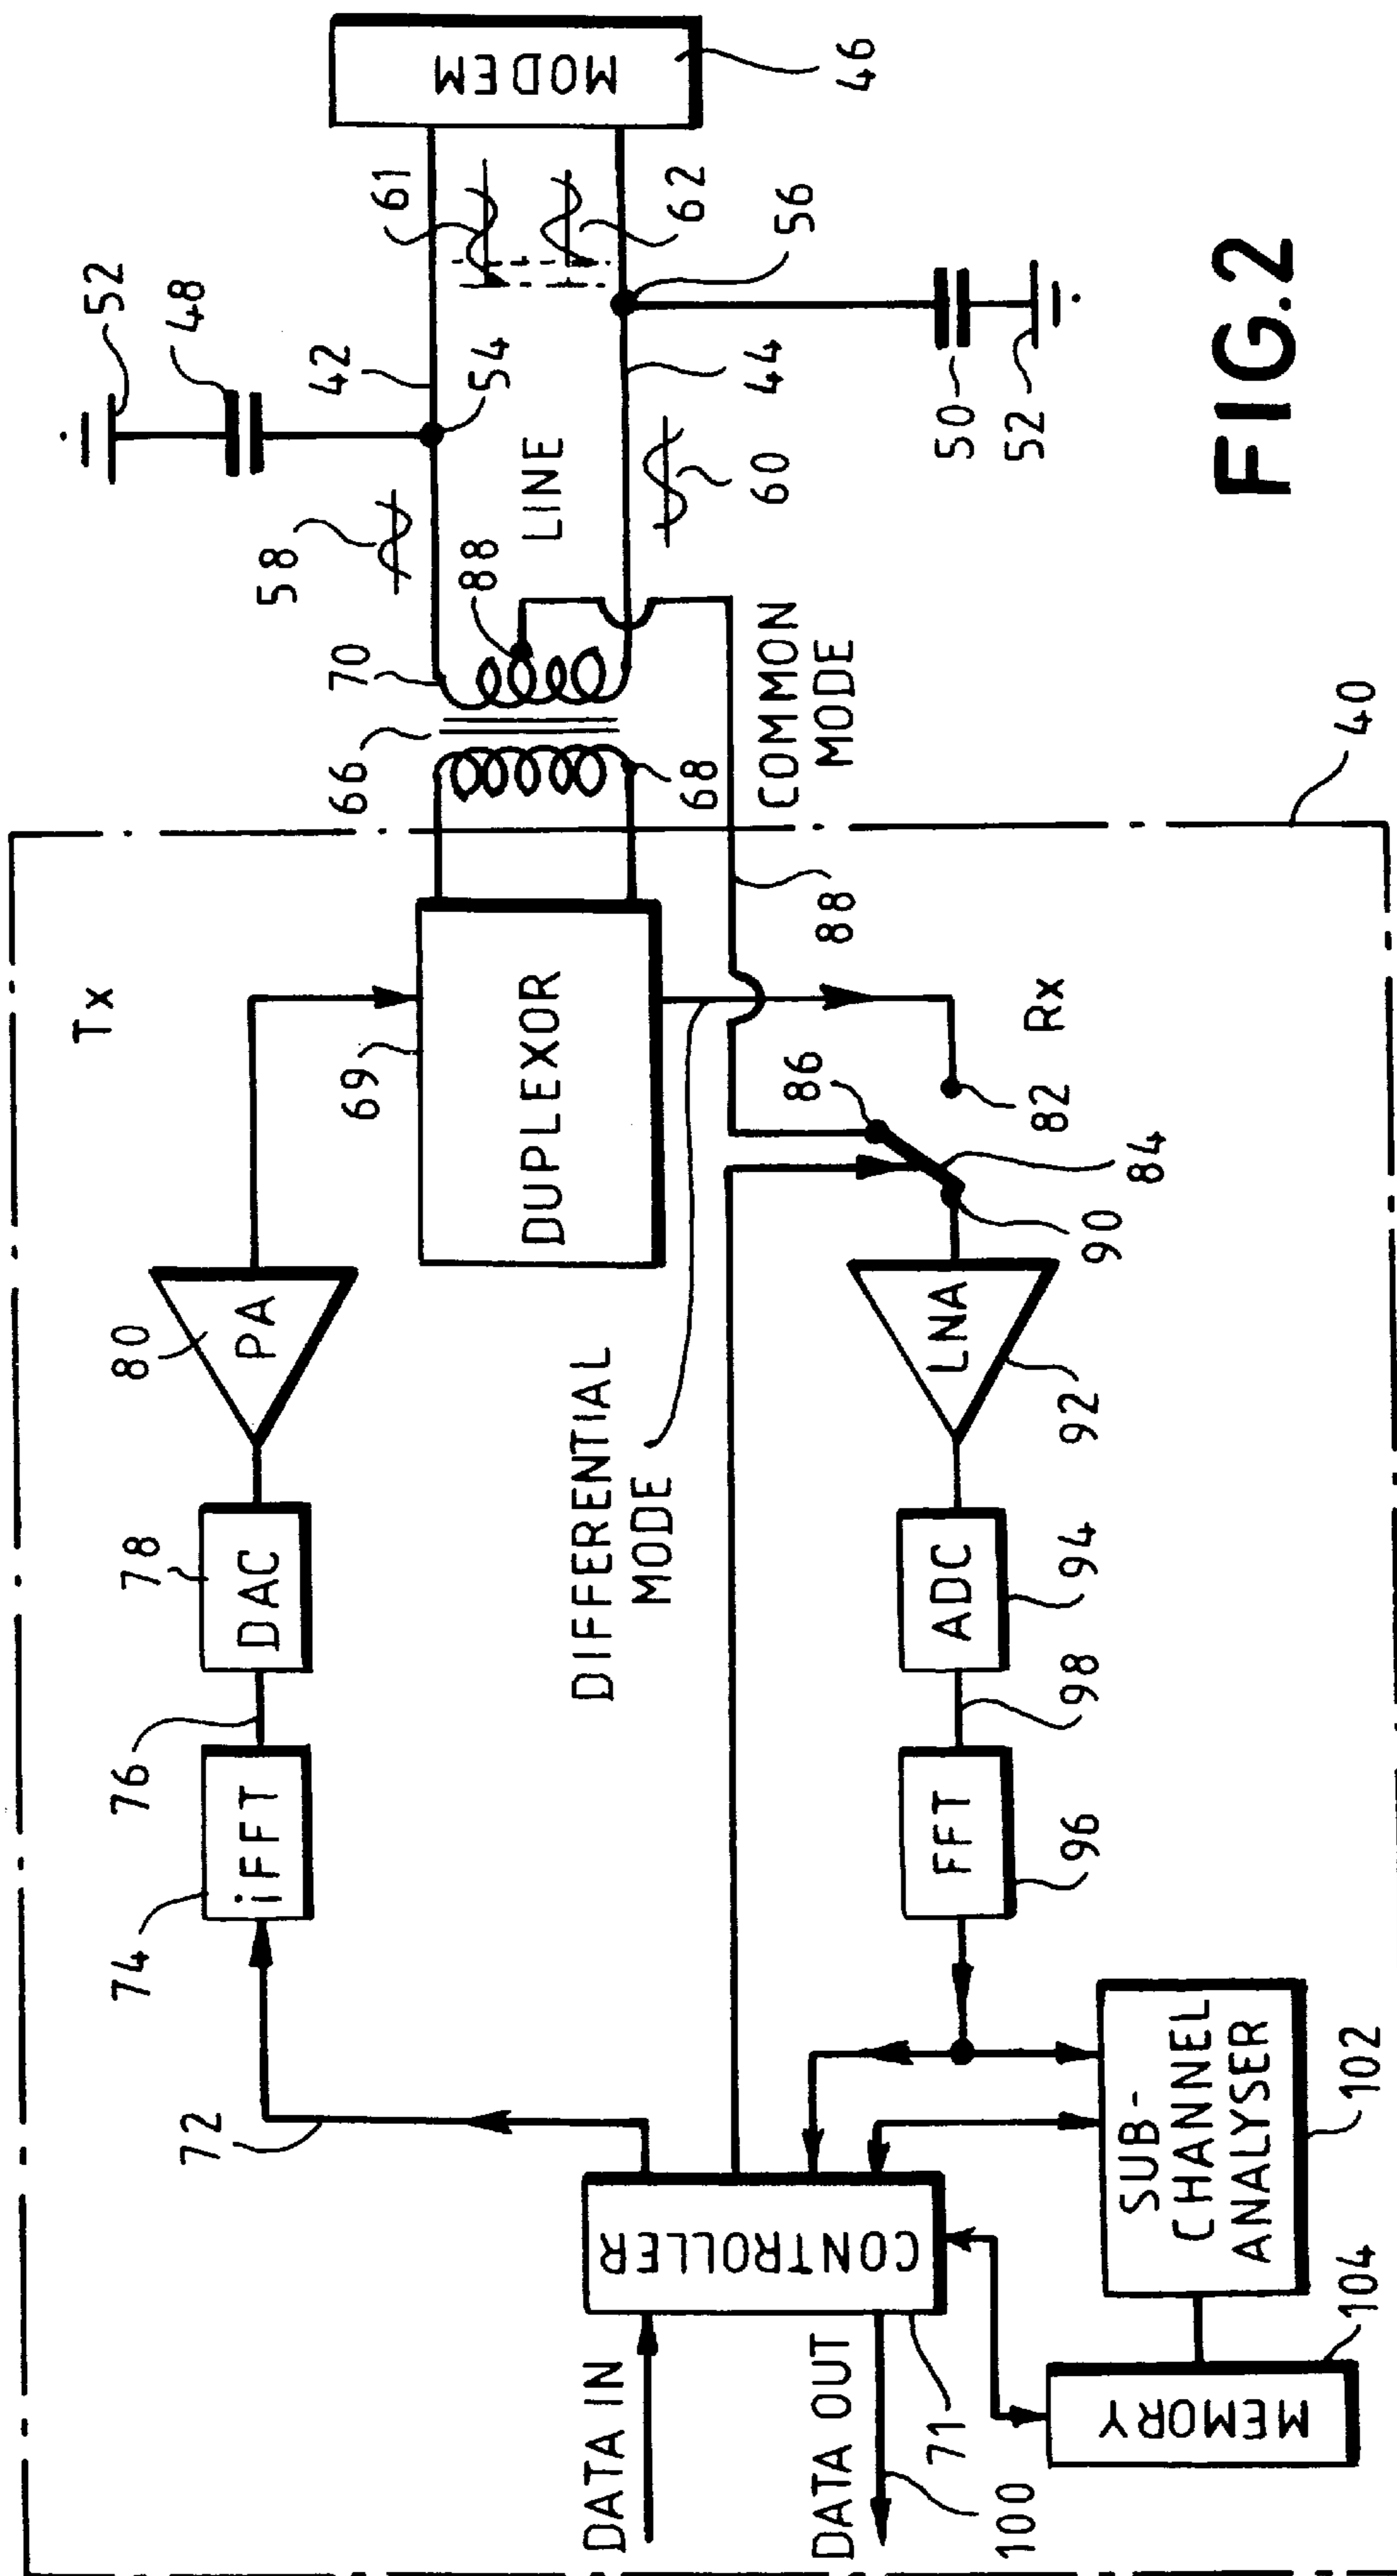 Tx
72
74
iFFT
76
78
DAC
80
PA
69
DUPLEXOR
66
68
70
88
58
LINE
42
54
48
52
61
62
56
44
60
50
52
MODEM
46
COMMON
MODE
88
40
DIFFERENTIAL
MODE
Rx
86
82
84
90
LNA
92
ADC
94
98
FFT
96
DATA IN
DATA OUT
100
71
CONTROLLER
SUB-
CHANNEL
ANALYSER
102
MEMORY
104
FIG.2